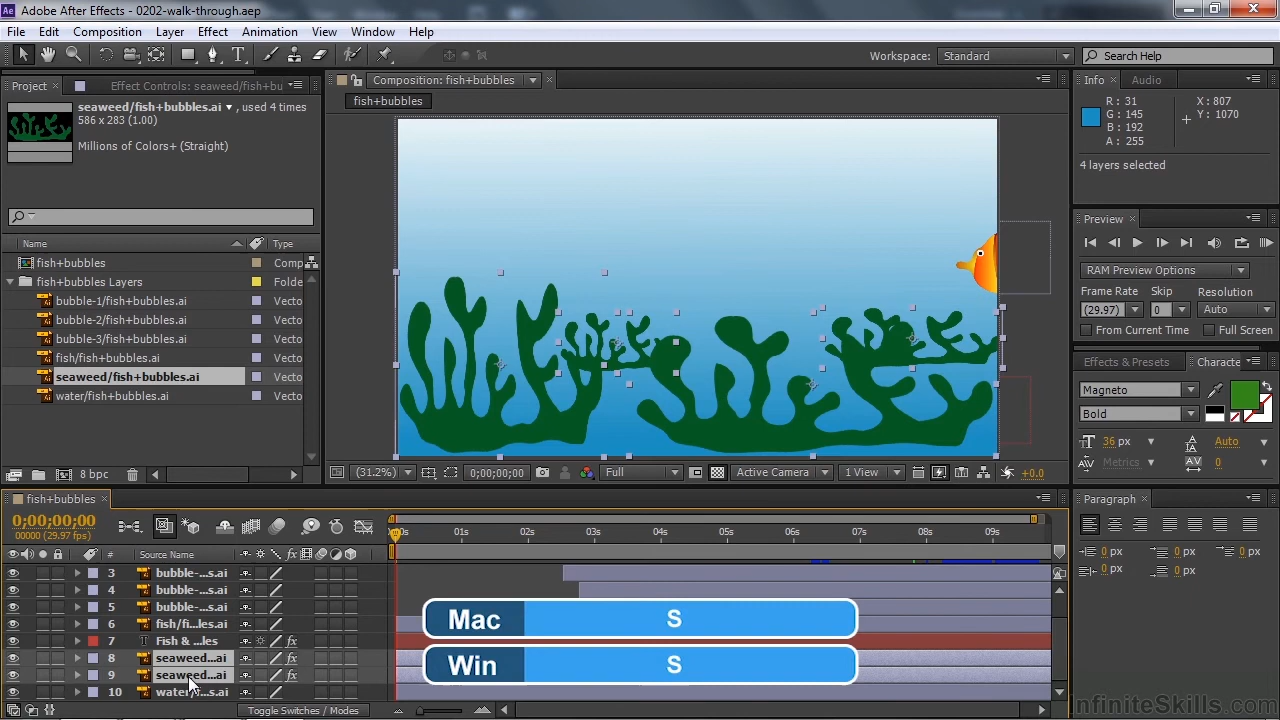 Adobe After Effects - 0202-walk-through.aep
File Edit Composition Layer Effect Animation View Window Help
Workspace: Standard Search Help
Project Effect Controls: seaweed/fish+bu
seaweed/fish+bubbles.ai , used 4 times
586 x 283 (1.00)
Millions of Colors+ (Straight)
Name Type
fish+bubbles Comp
fish+bubbles Layers Folde
bubble-1/fish+bubbles.ai Vecto
bubble-2/fish+bubbles.ai Vecto
bubble-3/fish+bubbles.ai Vecto
fish/fish+bubbles.ai Vecto
seaweed/fish+bubbles.ai Vecto
water/fish+bubbles.ai Vecto
8 bpc
Composition: fish+bubbles
fish+bubbles
(31.2%) 0;00;00;00 Full Active Camera 1 View +0.0
Info Audio
R: 31 X: 807
G: 145 Y: 1070
B: 192
A: 255
4 layers selected
Preview
RAM Preview Options
Frame Rate Skip Resolution
(29.97) 0 Auto
From Current Time Full Screen
Effects & Presets Characte
Magneto
Bold
36 px Auto
Metrics 0
fish+bubbles
0;00;00;00
00000 (29.97 fps)
# Source Name fx
01s 02s 03s 04s 05s 06s 07s 08s 09s
3 bubble-...s.ai
4 bubble-...s.ai
5 bubble-...s.ai
6 fish/fi...les.ai
7 T Fish & ...les fx
8 seaweed...ai fx
9 seaweed...ai fx
10 water/...s.ai
Toggle Switches / Modes
Mac S
Win S
Paragraph
0 px 0 px 0 px
0 px 0 px
InfiniteSkills.com